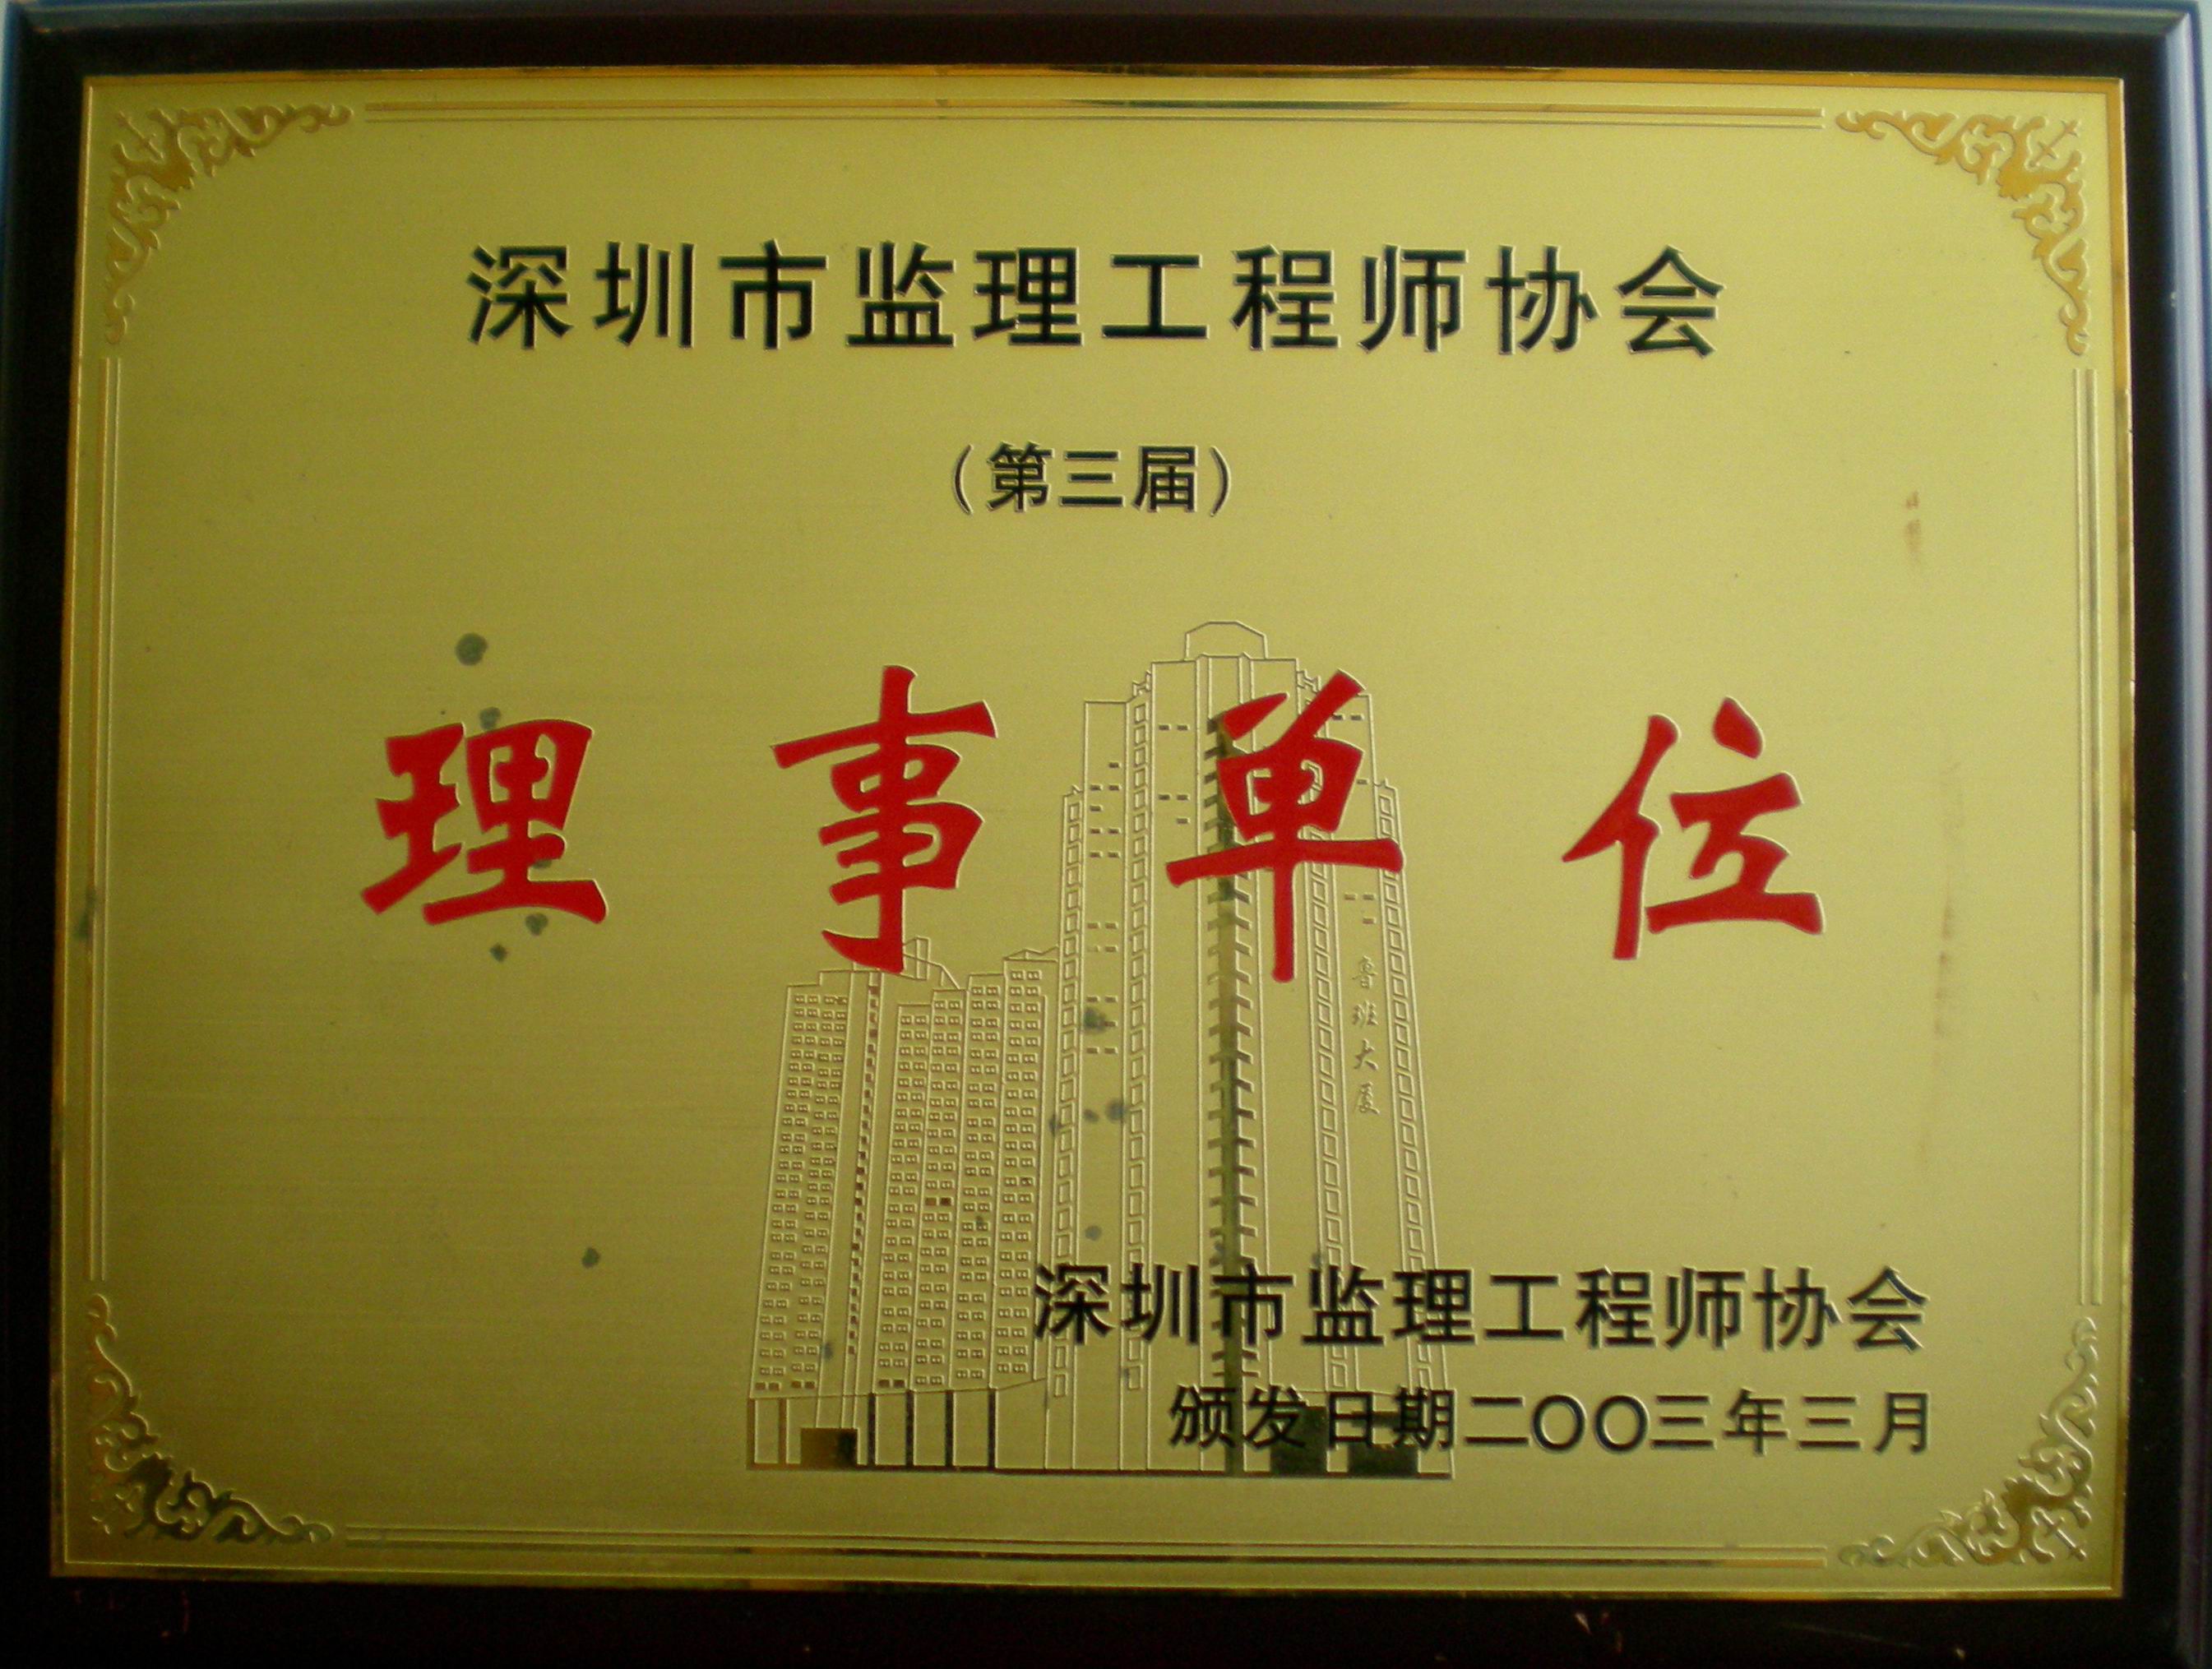 深圳市监理工程师协会
（第三届）
理事单位
鲁班大厦
深圳市监理工程师协会
颁发日期二〇〇三年三月